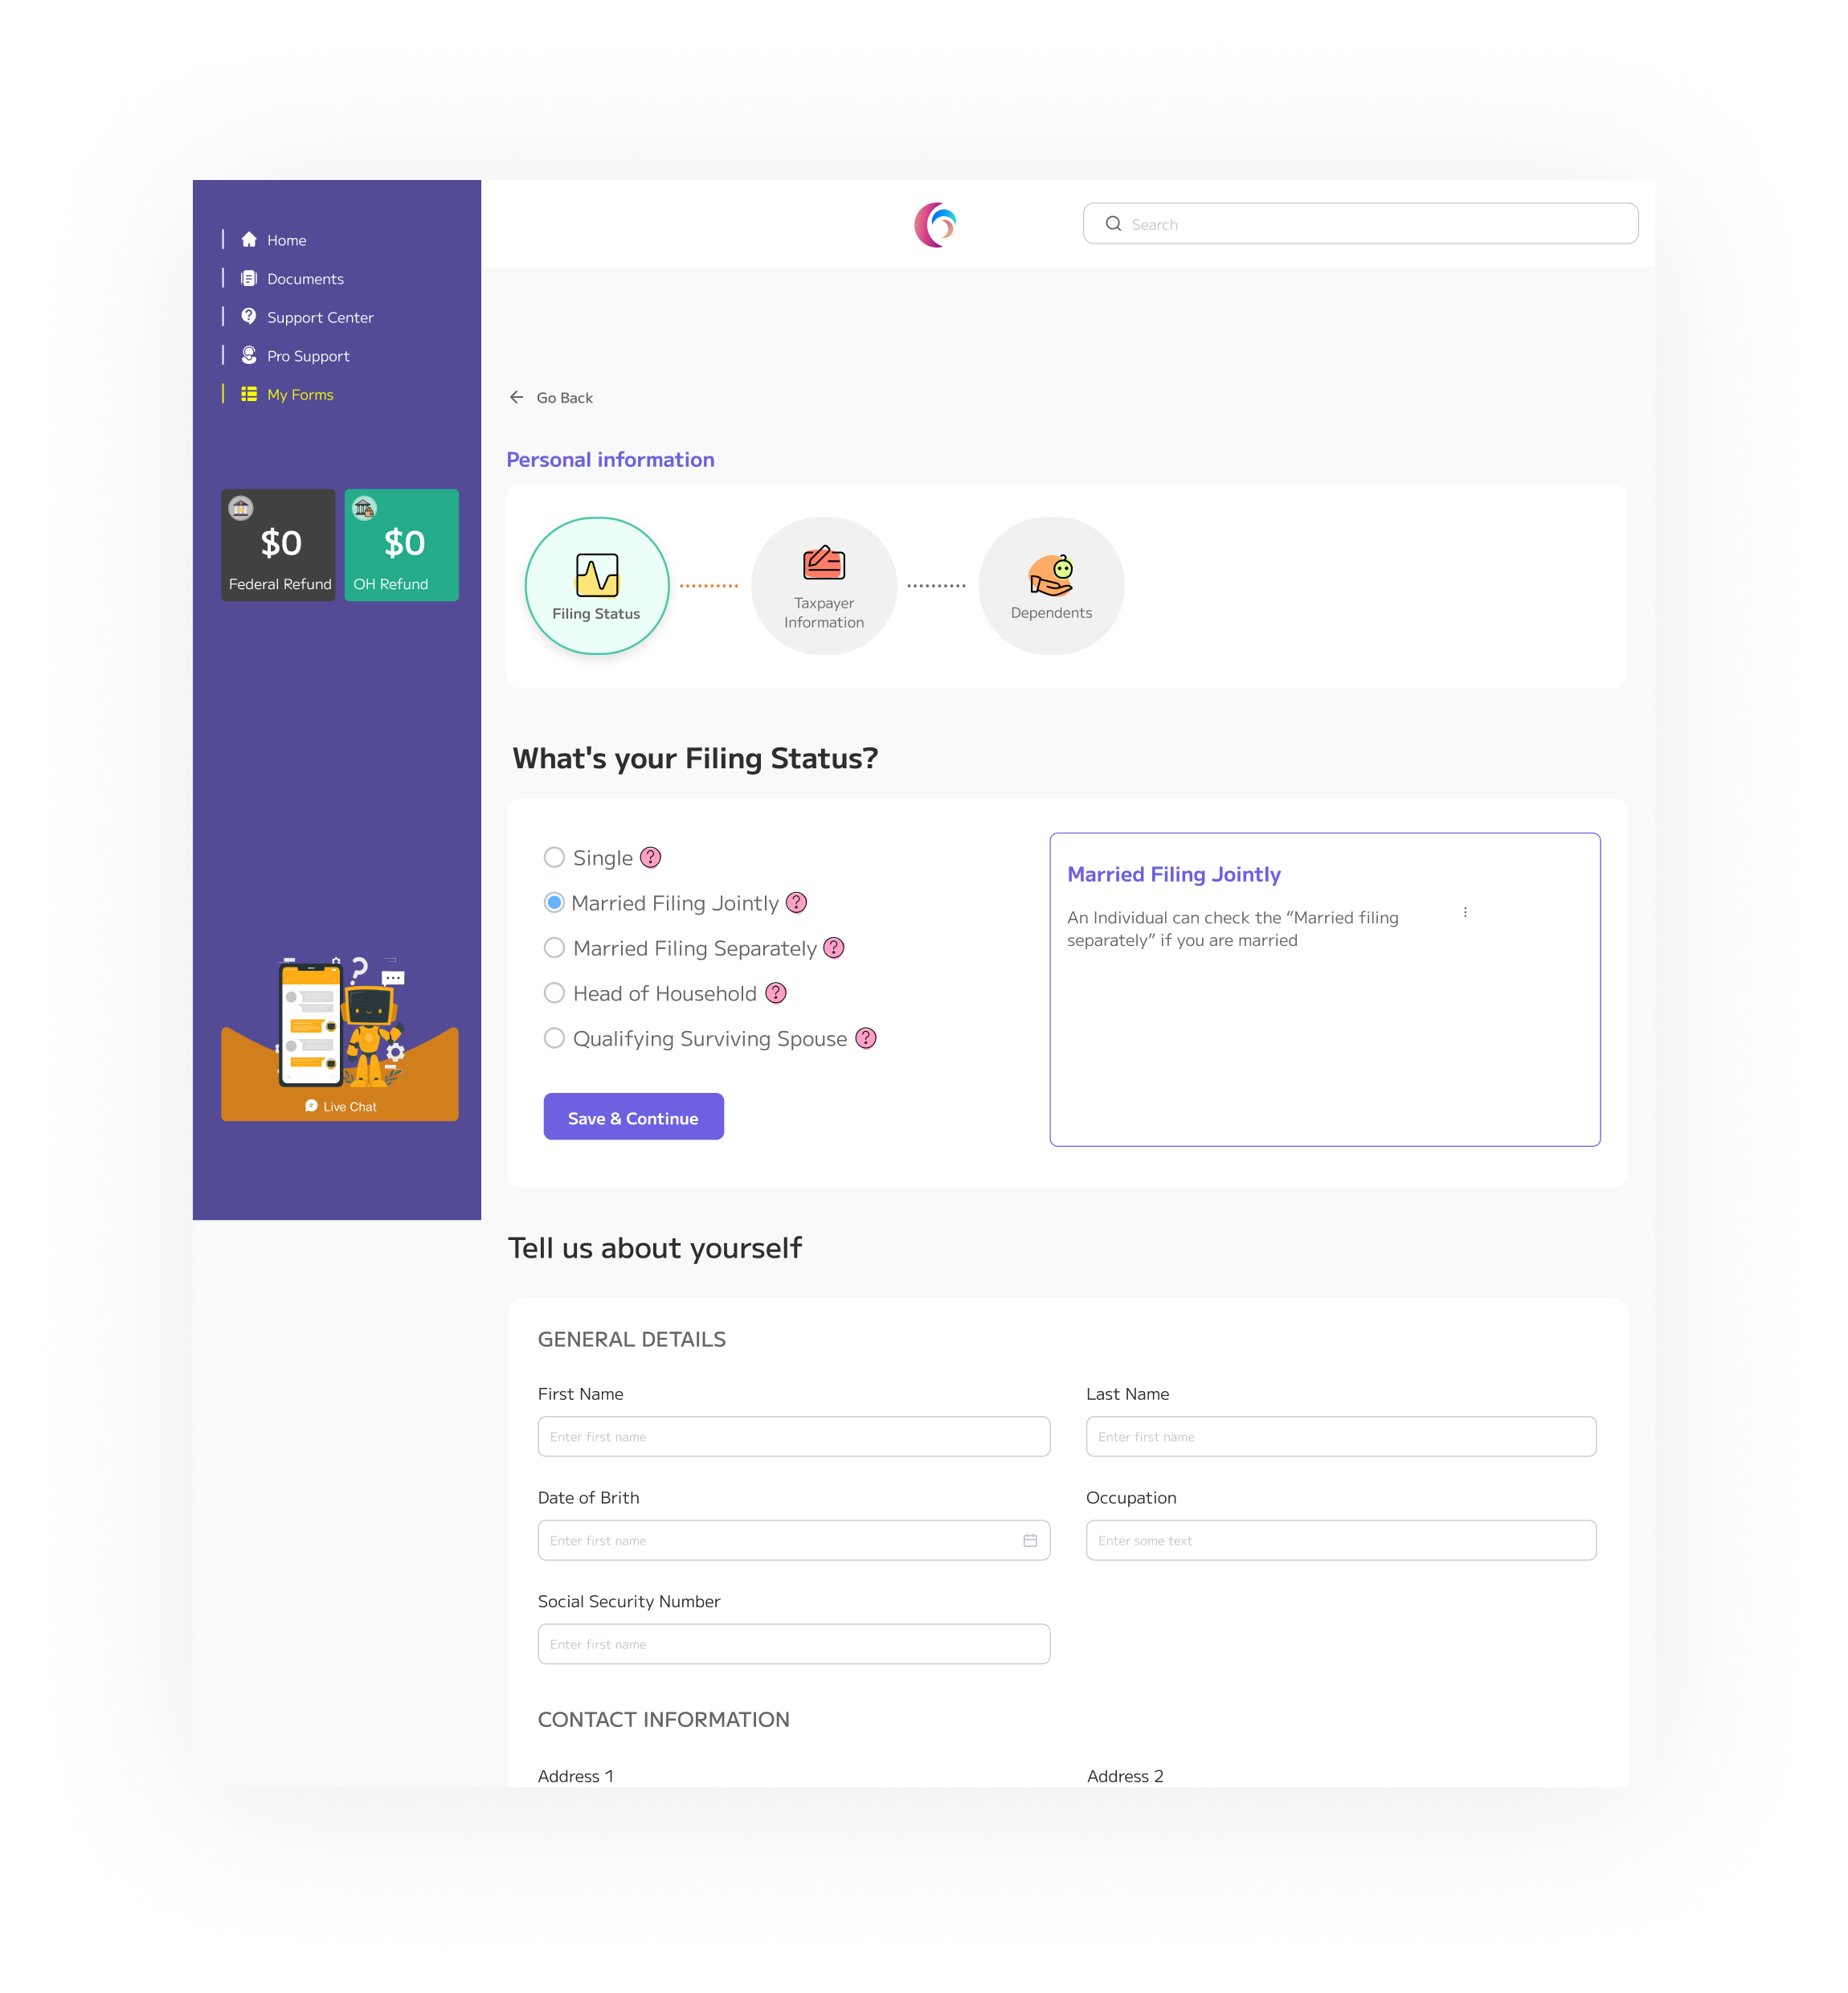 Home
Documents
Support Center
Pro Support
My Forms
$0
Federal Refund
$0
OH Refund
Live Chat
Search
Go Back
Personal information
Filing Status
Taxpayer
Information
Dependents
What's your Filing Status?
Single ?
Married Filing Jointly ?
Married Filing Separately ?
Head of Household ?
Qualifying Surviving Spouse ?
Save & Continue
Married Filing Jointly
An Individual can check the “Married filing
separately” if you are married
Tell us about yourself
GENERAL DETAILS
First Name
Last Name
Enter first name
Enter first name
Date of Brith
Occupation
Enter first name
Enter some text
Social Security Number
Enter first name
CONTACT INFORMATION
Address 1
Address 2